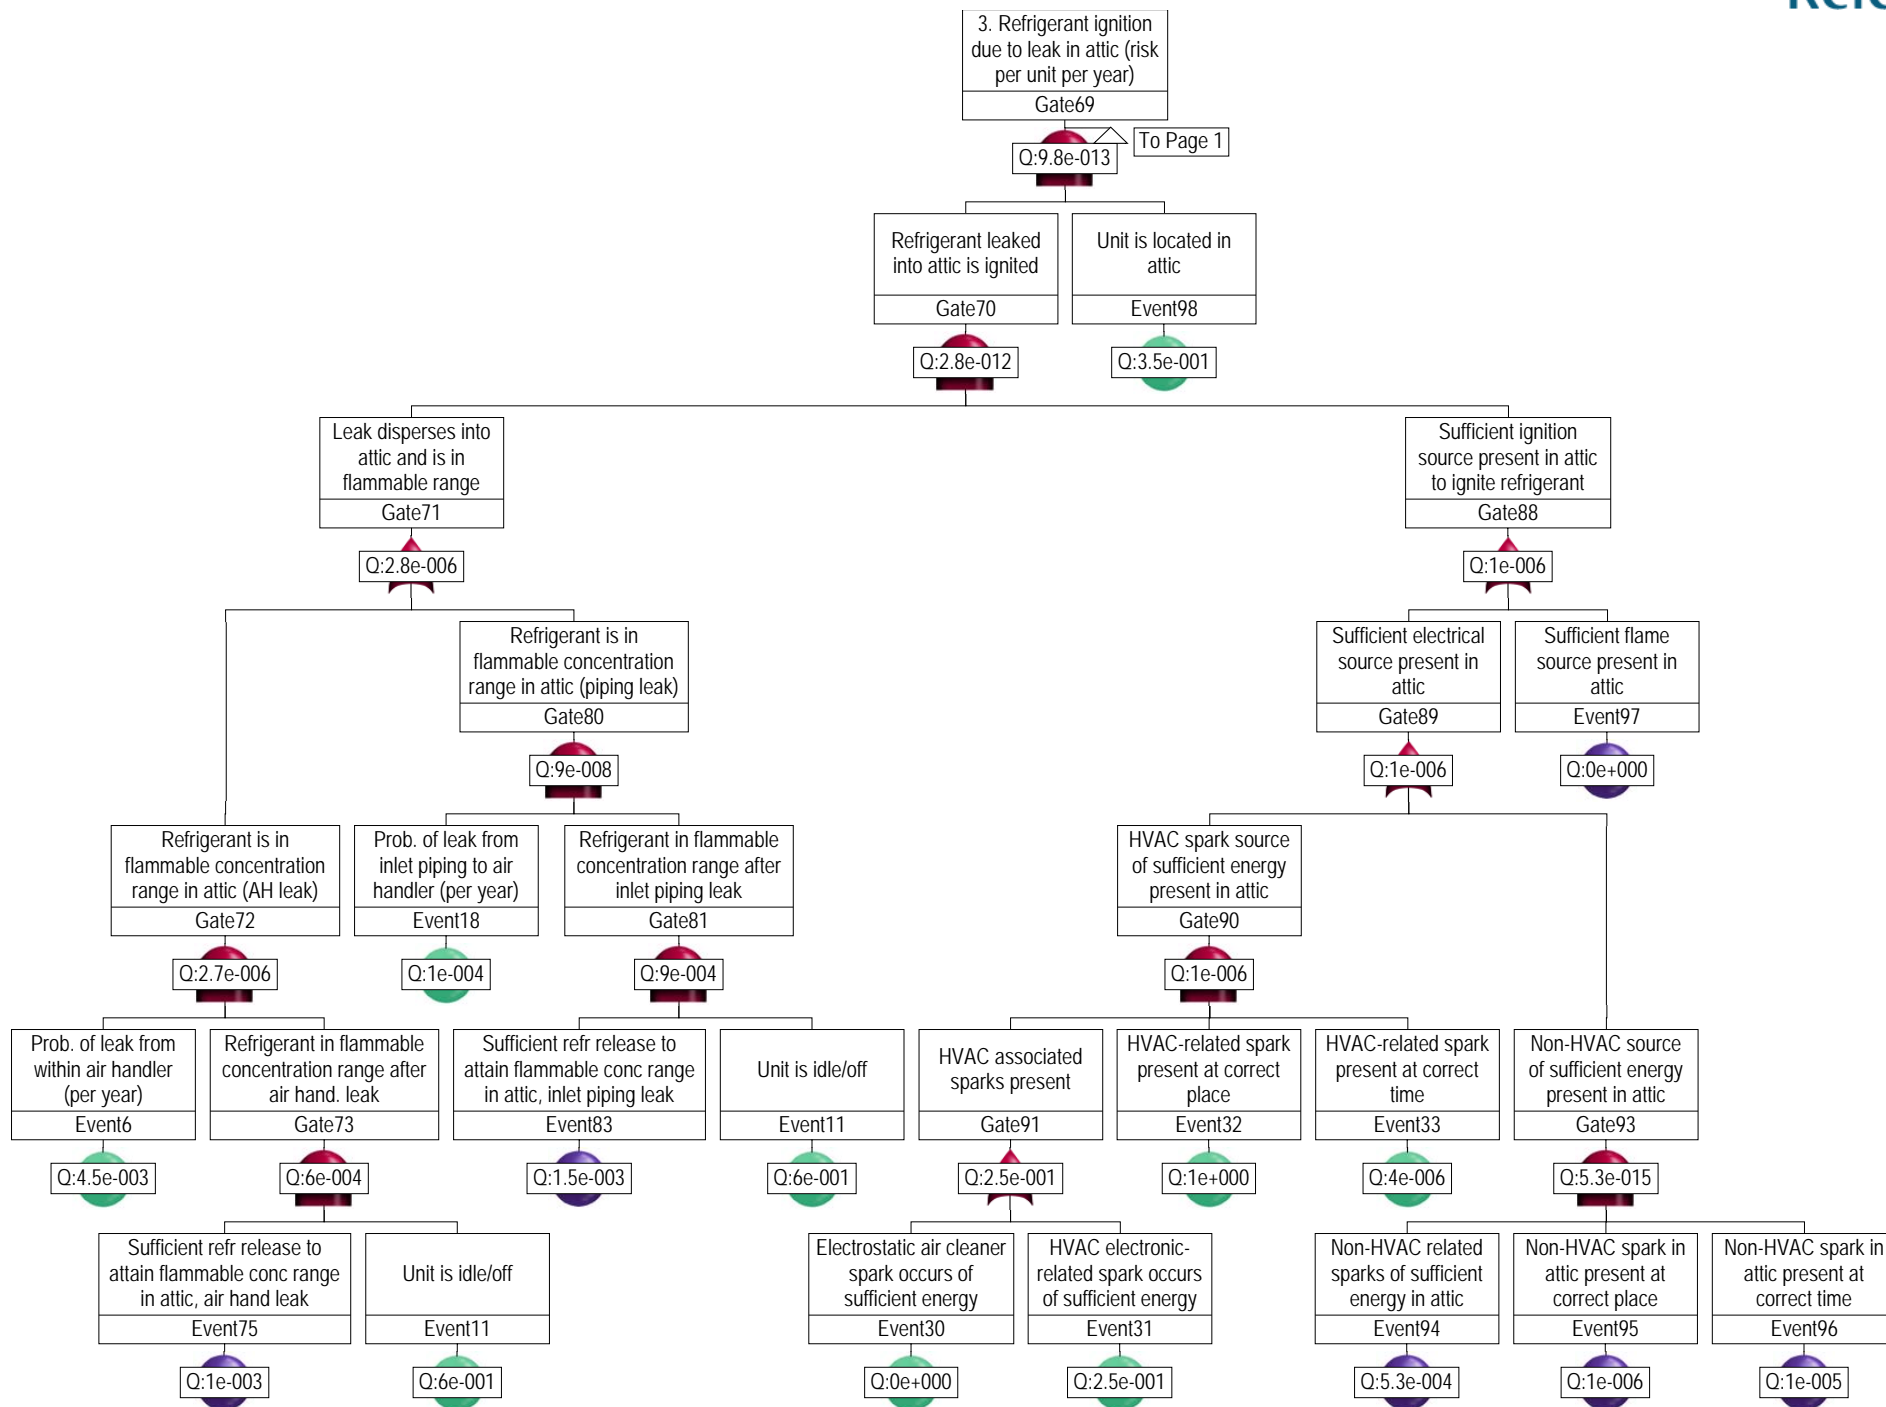 3. Refrigerant ignition
due to leak in attic (risk
per unit per year)
Gate69
To Page 1
Q:9.8e-013
Refrigerant leaked
into attic is ignited
Gate70
Q:2.8e-012
Unit is located in
attic
Event98
Q:3.5e-001
Leak disperses into
attic and is in
flammable range
Gate71
Q:2.8e-006
Sufficient ignition
source present in attic
to ignite refrigerant
Gate88
Q:1e-006
Refrigerant is in
flammable concentration
range in attic (piping leak)
Gate80
Q:9e-008
Sufficient electrical
source present in
attic
Gate89
Q:1e-006
Sufficient flame
source present in
attic
Event97
Q:0e+000
Refrigerant is in
flammable concentration
range in attic (AH leak)
Gate72
Q:2.7e-006
Prob. of leak from
inlet piping to air
handler (per year)
Event18
Q:1e-004
Refrigerant in flammable
concentration range after
inlet piping leak
Gate81
Q:9e-004
HVAC spark source
of sufficient energy
present in attic
Gate90
Q:1e-006
Prob. of leak from
within air handler
(per year)
Event6
Q:4.5e-003
Refrigerant in flammable
concentration range after
air hand. leak
Gate73
Q:6e-004
Sufficient refr release to
attain flammable conc range
in attic, inlet piping leak
Event83
Q:1.5e-003
Unit is idle/off
Event11
Q:6e-001
HVAC associated
sparks present
Gate91
Q:2.5e-001
HVAC-related spark
present at correct
place
Event32
Q:1e+000
HVAC-related spark
present at correct
time
Event33
Q:4e-006
Non-HVAC source
of sufficient energy
present in attic
Gate93
Q:5.3e-015
Sufficient refr release to
attain flammable conc range
in attic, air hand leak
Event75
Q:1e-003
Unit is idle/off
Event11
Q:6e-001
Electrostatic air cleaner
spark occurs of
sufficient energy
Event30
Q:0e+000
HVAC electronic-
related spark occurs
of sufficient energy
Event31
Q:2.5e-001
Non-HVAC related
sparks of sufficient
energy in attic
Event94
Q:5.3e-004
Non-HVAC spark in
attic present at
correct place
Event95
Q:1e-006
Non-HVAC spark in
attic present at
correct time
Event96
Q:1e-005